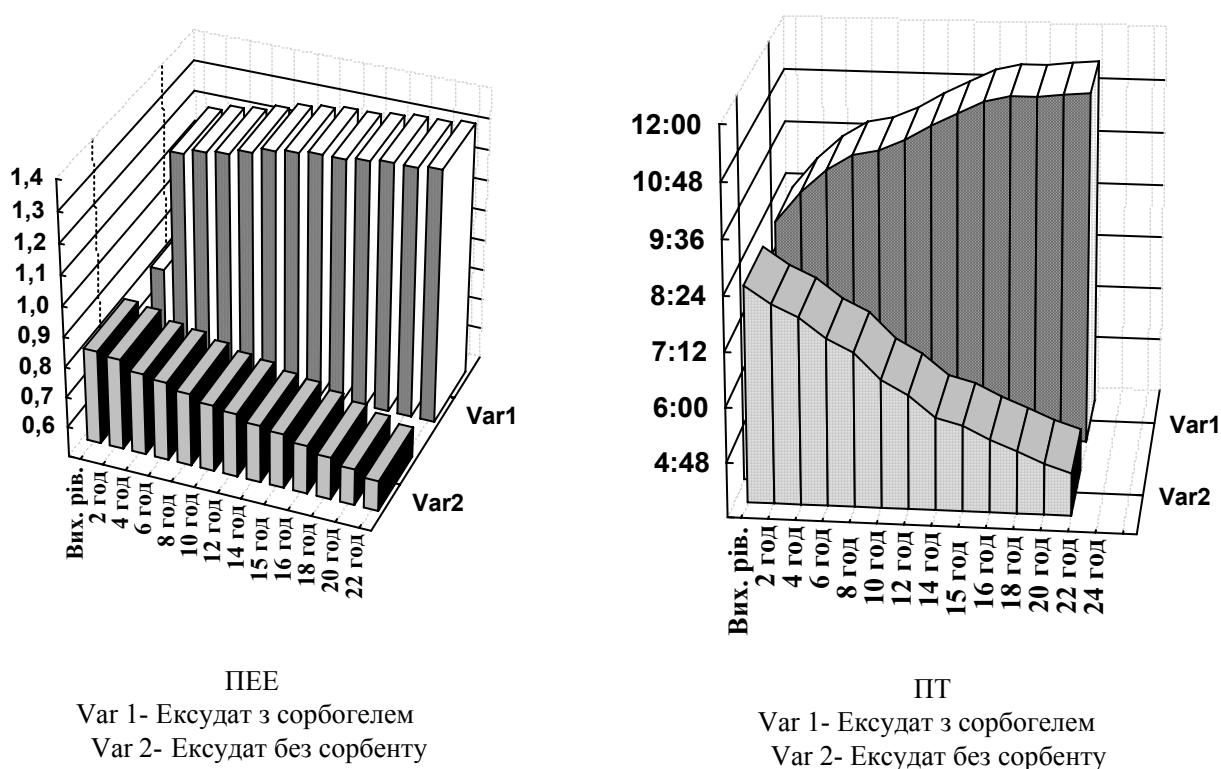 1,4
1,3
1,2
1,1
1,0
0,9
0,8
0,7
0,6
Var1
Var2
Вих. рів.
2 год
4 год
6 год
8 год
10 год
12 год
14 год
15 год
16 год
18 год
20 год
22 год
ПЕЕ
Var 1- Ексудат з сорбогелем
Var 2- Ексудат без сорбенту
12:00
10:48
9:36
8:24
7:12
6:00
4:48
Var1
Var2
Вих. рів.
2 год
4 год
6 год
8 год
10 год
12 год
14 год
15 год
16 год
18 год
20 год
22 год
24 год
ПТ
Var 1- Ексудат з сорбогелем
Var 2- Ексудат без сорбенту